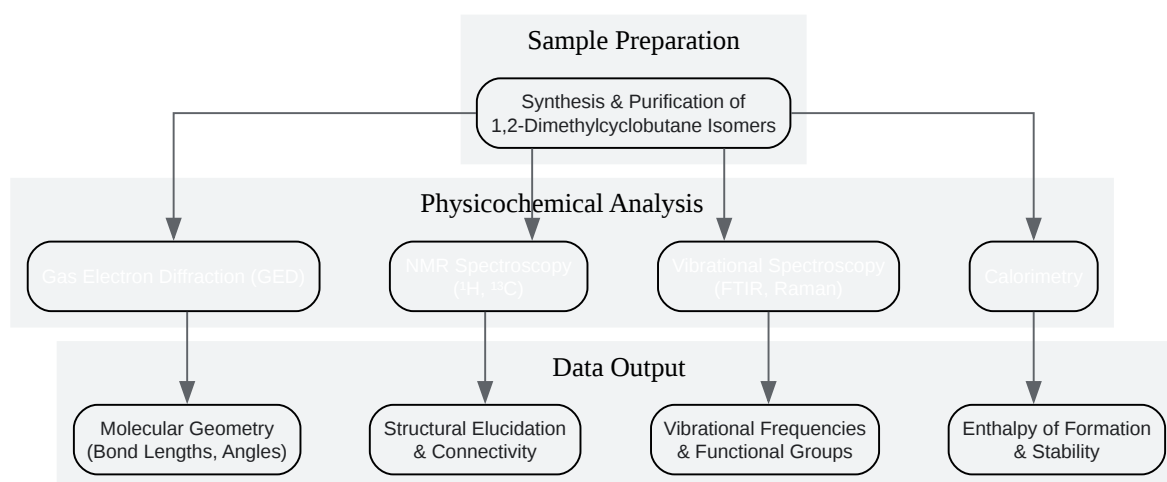 Sample Preparation
Synthesis & Purification of
1,2-Dimethylcyclobutane Isomers
Physicochemical Analysis
Gas Electron Diffraction (GED)
NMR Spectroscopy
(¹H, ¹³C)
Vibrational Spectroscopy
(FTIR, Raman)
Calorimetry
Data Output
Molecular Geometry
(Bond Lengths, Angles)
Structural Elucidation
& Connectivity
Vibrational Frequencies
& Functional Groups
Enthalpy of Formation
& Stability